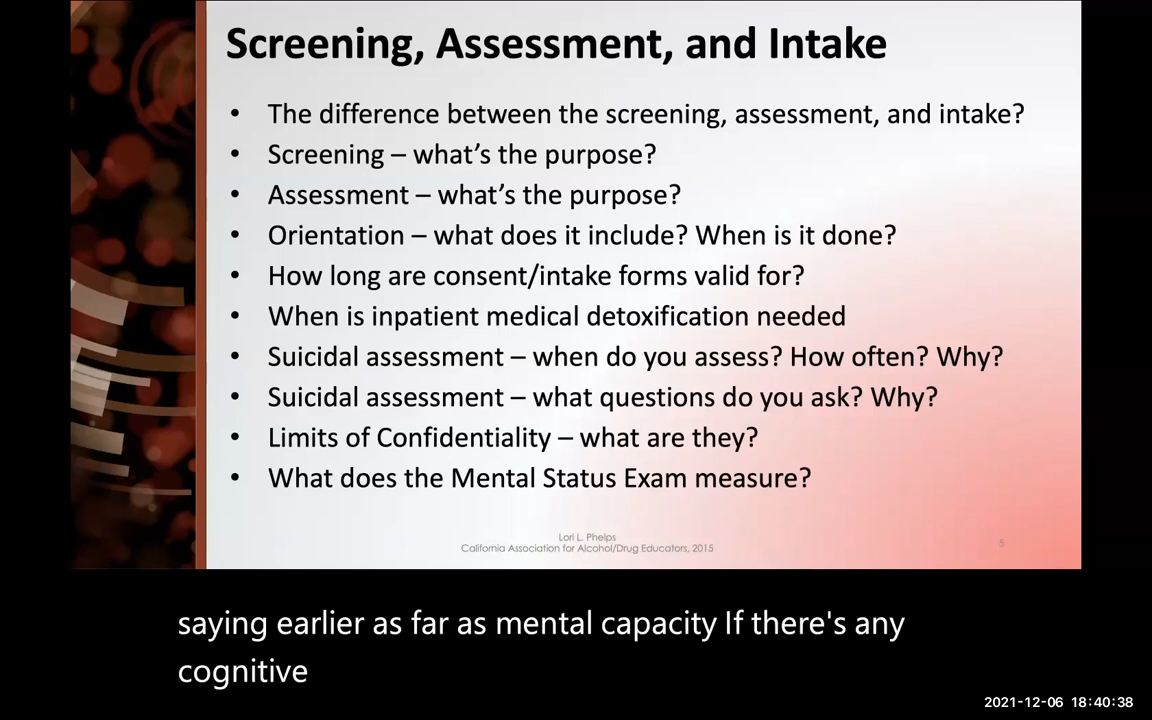 Screening, Assessment, and Intake
• The difference between the screening, assessment, and intake?
• Screening – what's the purpose?
• Assessment – what's the purpose?
• Orientation – what does it include? When is it done?
• How long are consent/intake forms valid for?
• When is inpatient medical detoxification needed
• Suicidal assessment – when do you assess? How often? Why?
• Suicidal assessment – what questions do you ask? Why?
• Limits of Confidentiality – what are they?
• What does the Mental Status Exam measure?
Lori L. Phelps
California Association for Alcohol/Drug Educators, 2015
5
saying earlier as far as mental capacity If there's any
cognitive
2021-12-06 18:40:38